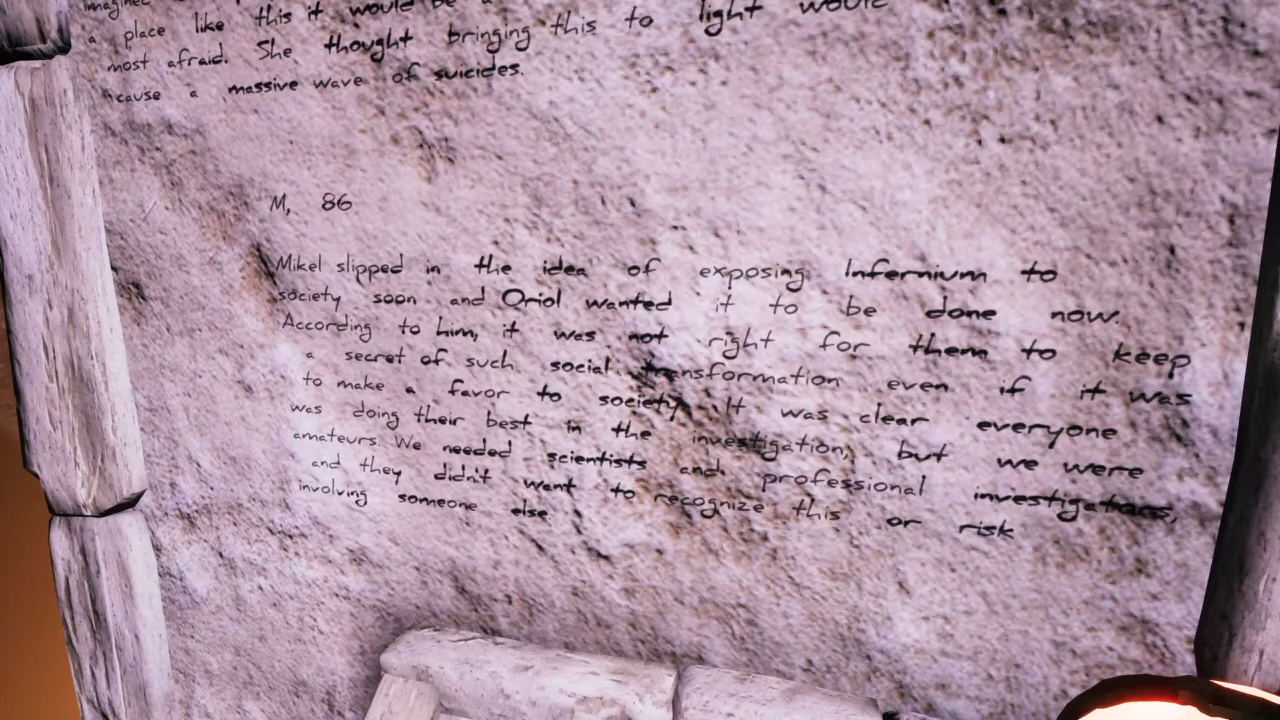 a place like this it would be a
most afraid. She thought bringing this to light would
cause a massive wave of suicides.
M, 86
Mikel slipped in the idea of exposing Infernium to
society soon and Oriol wanted it to be done now.
According to him, it was not right for them to keep
a secret of such social transformation even if it was
to make a favor to society. It was clear everyone
was doing their best in the investigation, but we were
amateurs. We needed scientists and professional investigators,
and they didn't want to recognize this or risk
involving someone else.